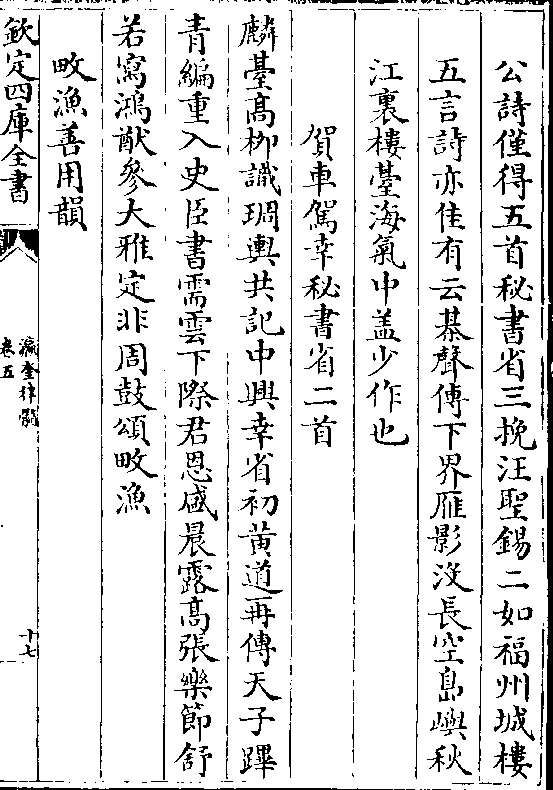 公詩僅得五首秘書省三挽汪聖錫二如福州城樓
五言詩亦佳有云棊聲傳下界雁影沒長空島嶼秋
江裏樓臺海氣中盖少作也
賀車駕幸秘書省二首
麟臺高柳識琱輿共記中興幸省初黄道再傳天子蹕
青編重入史臣書需雲下際君恩盛晨露高張樂節舒
若寫鴻猷參大雅定非周鼓頌畋漁
畋漁善用韻
欽定四庫全書
瀛奎律髓
卷五
十七